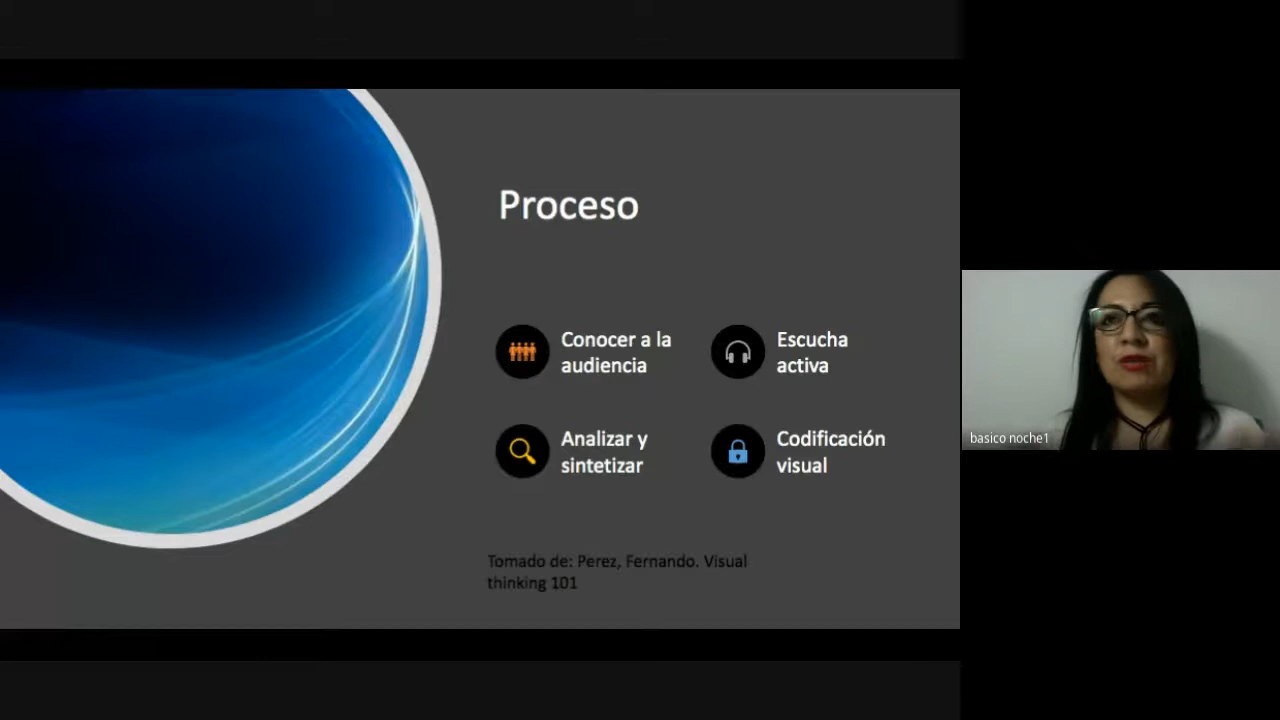 Proceso
Conocer a la
audiencia
Escucha
activa
Analizar y
sintetizar
Codificación
visual
Tomado de: Perez, Fernando. Visual
thinking 101
basico noche1